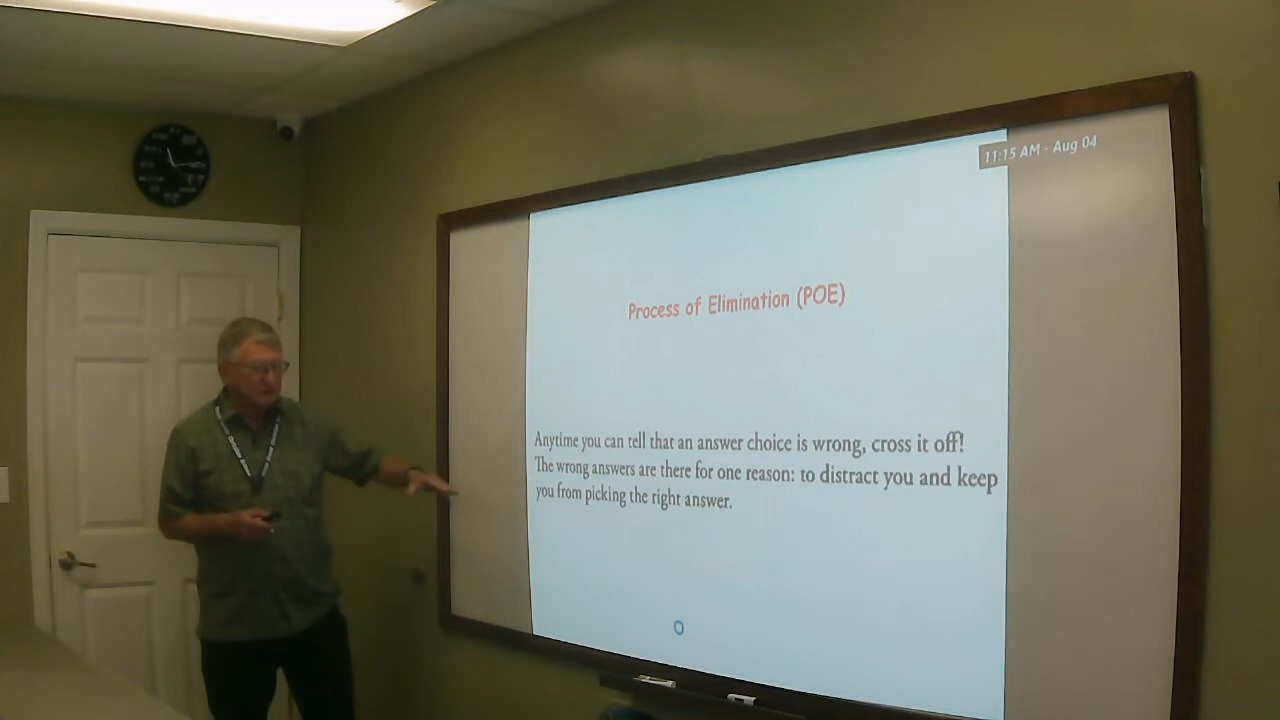 11:15 AM - Aug 04
Process of Elimination (POE)
Anytime you can tell that an answer choice is wrong, cross it off!
The wrong answers are there for one reason: to distract you and keep
you from picking the right answer.